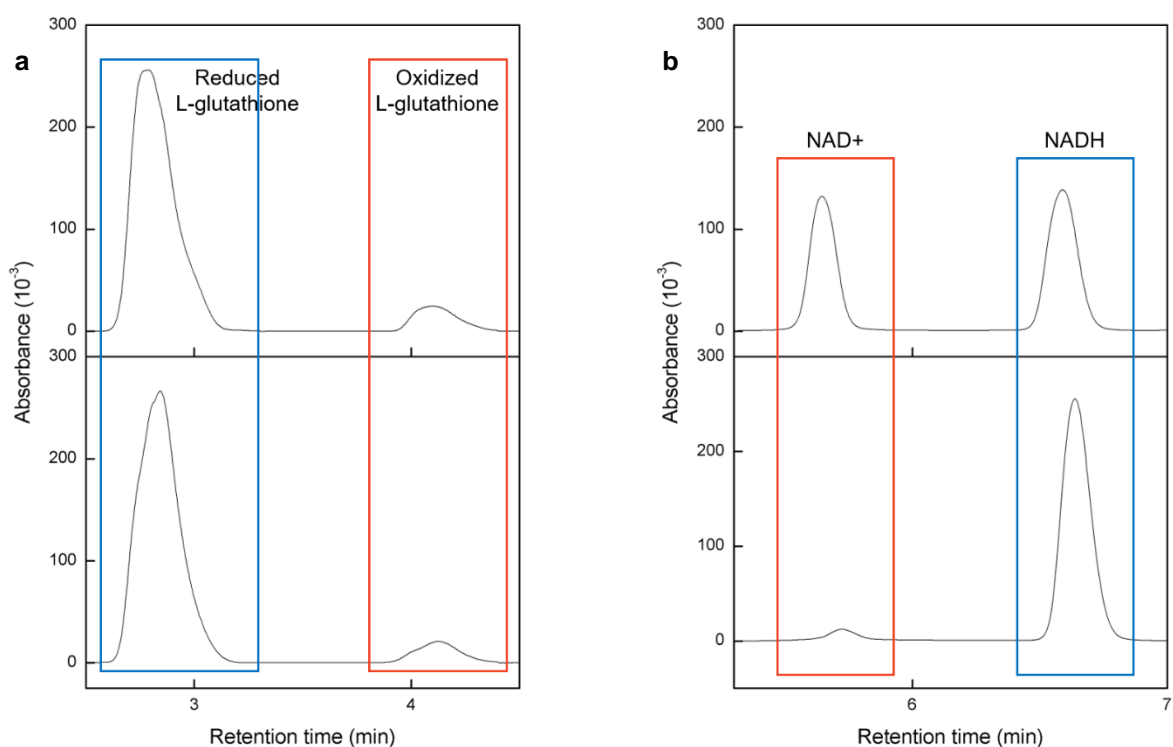 a
Reduced
L-glutathione
Oxidized
L-glutathione
300
200
100
0
300
200
100
0
Absorbance (10⁻³)
3
4
Retention time (min)
b
NAD+
NADH
300
200
100
0
300
200
100
0
Absorbance (10⁻³)
6
7
Retention time (min)